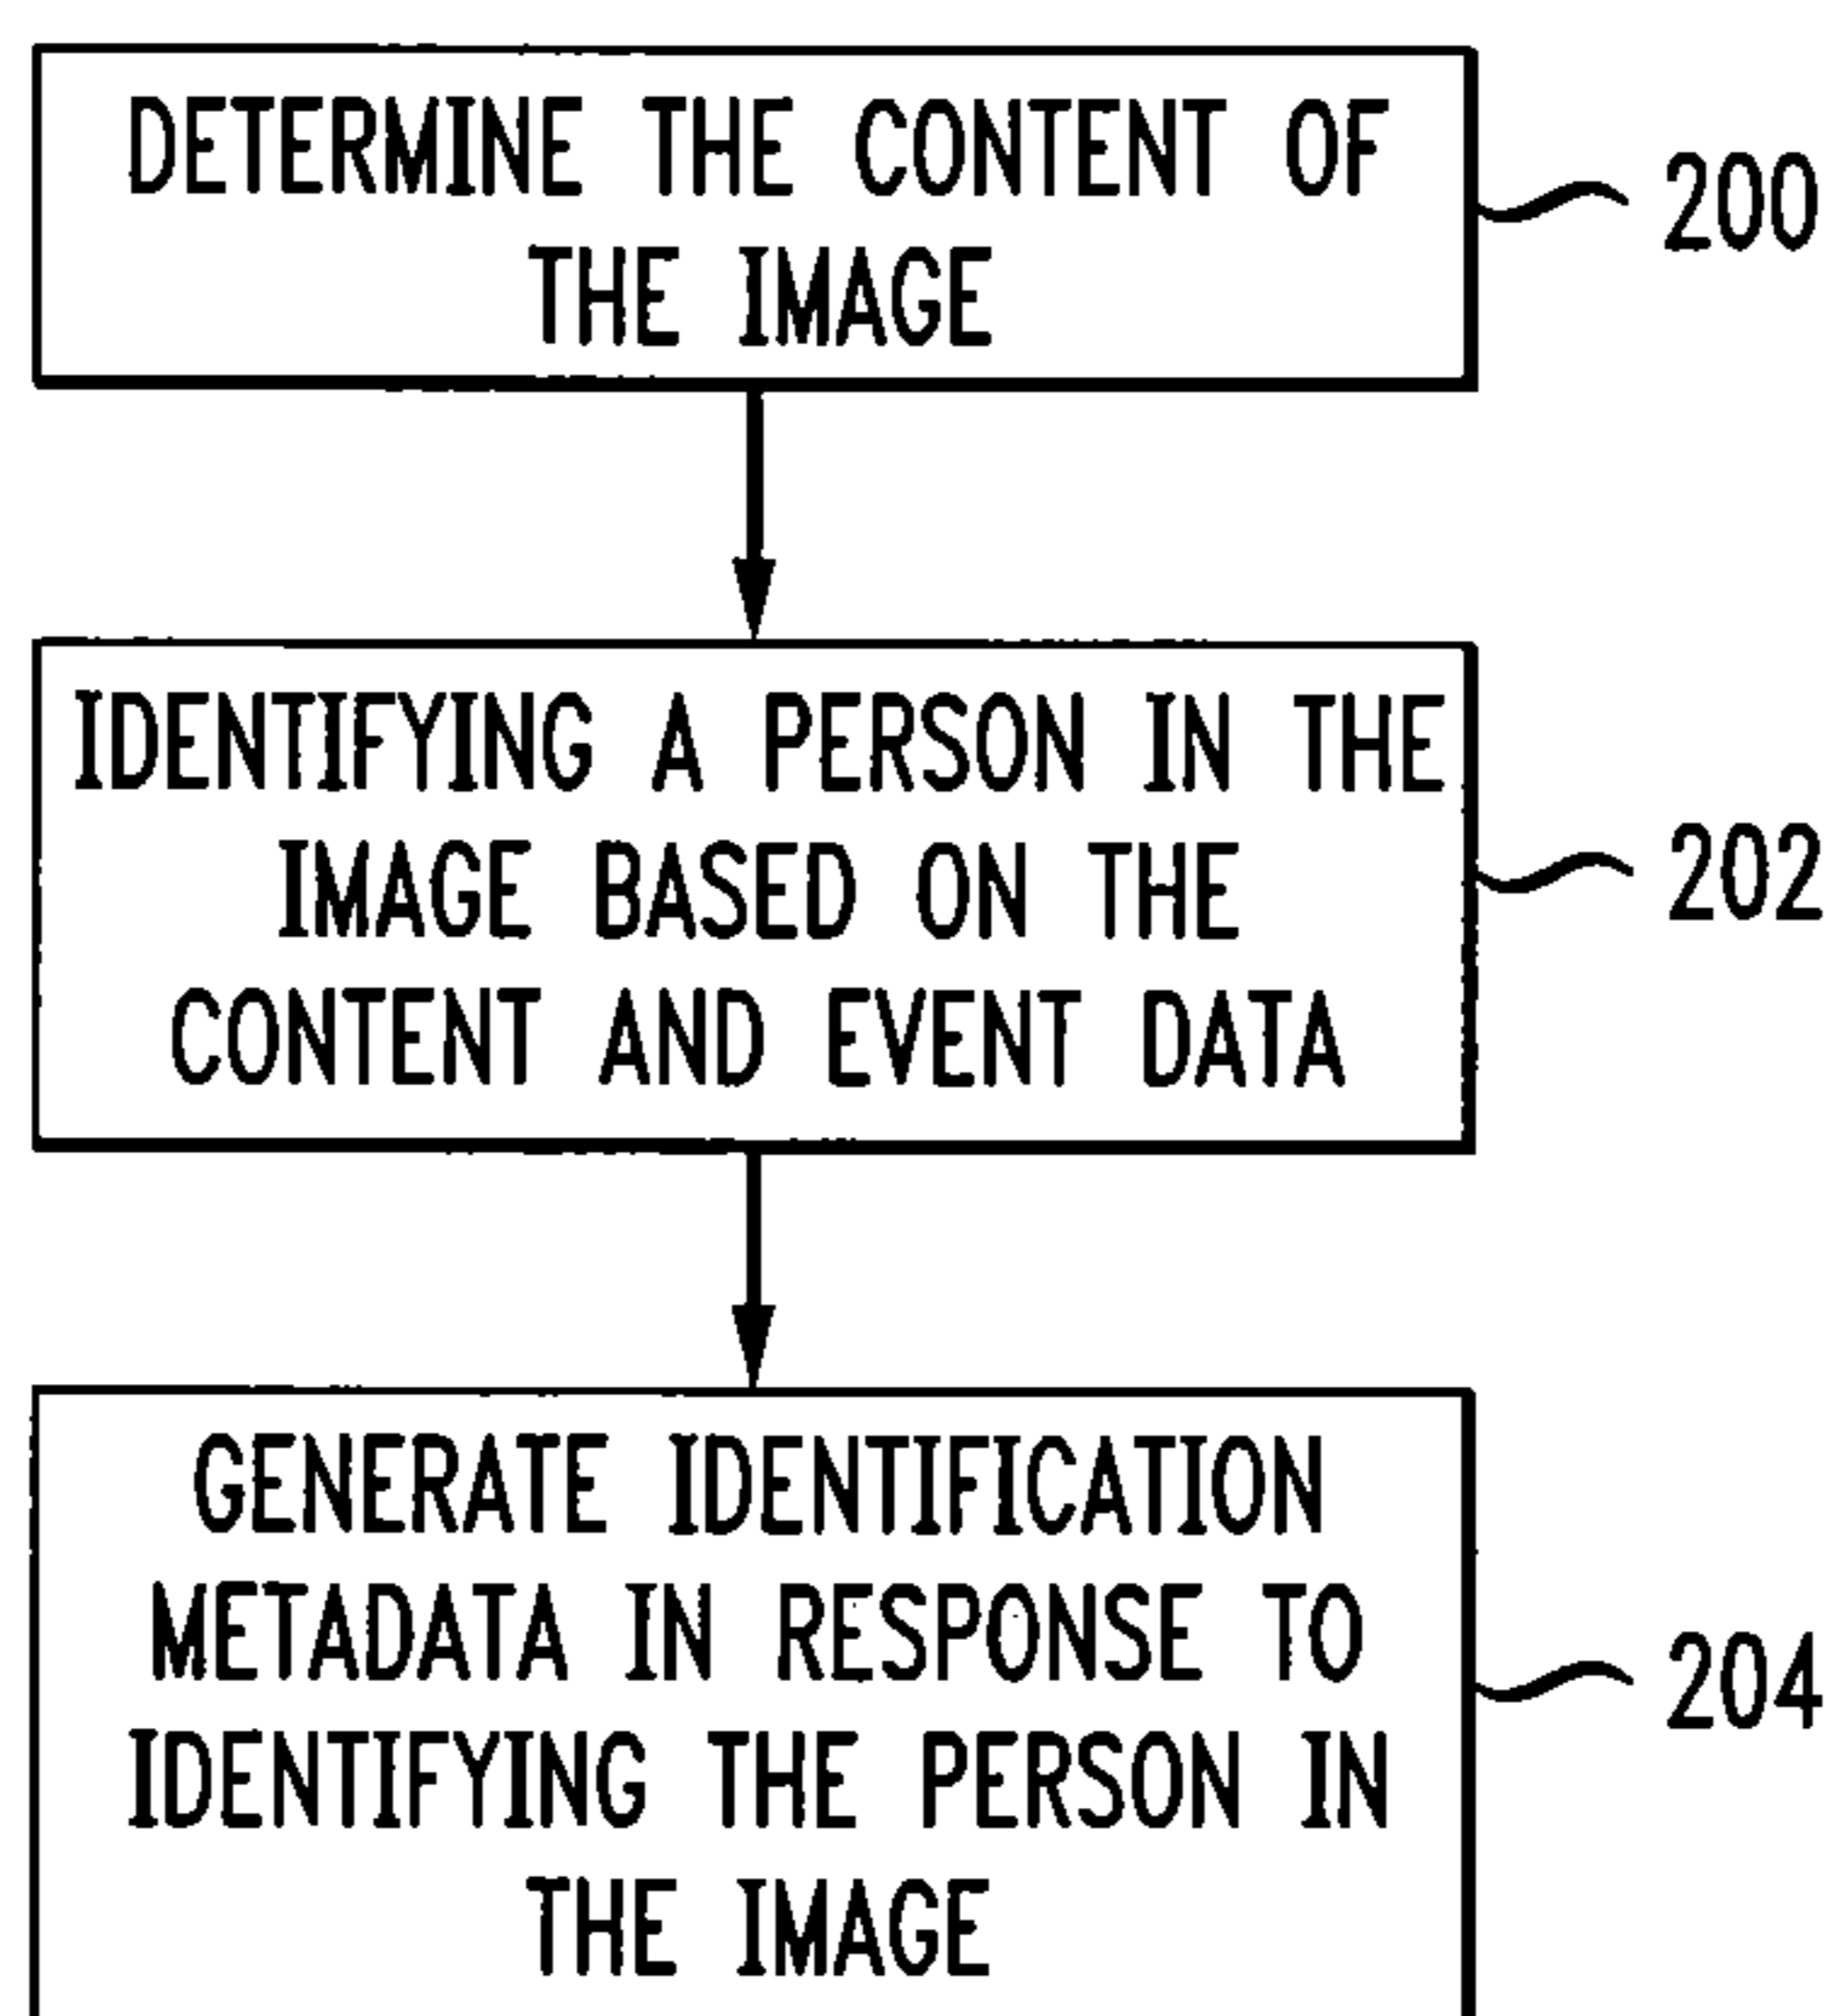 DETERMINE THE CONTENT OF
THE IMAGE
200
IDENTIFYING A PERSON IN THE
IMAGE BASED ON THE
CONTENT AND EVENT DATA
202
GENERATE IDENTIFICATION
METADATA IN RESPONSE TO
IDENTIFYING THE PERSON IN
THE IMAGE
204